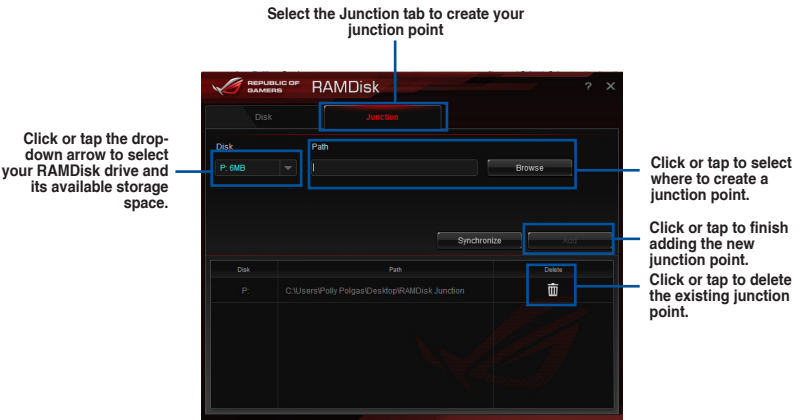 Select the Junction tab to create your
junction point
REPUBLIC OF
GAMERS
RAMDisk
?
Disk
Junction
Click or tap the drop-
down arrow to select
your RAMDisk drive and
its available storage
space.
Disk
Path
P: 6MB
Browse
Click or tap to select
where to create a
junction point.
Synchronize
Add
Click or tap to finish
adding the new
junction point.
Disk
Path
Delete
P:
C:\Users\Polly Polgas\Desktop\RAMDisk Junction
Click or tap to delete
the existing junction
point.